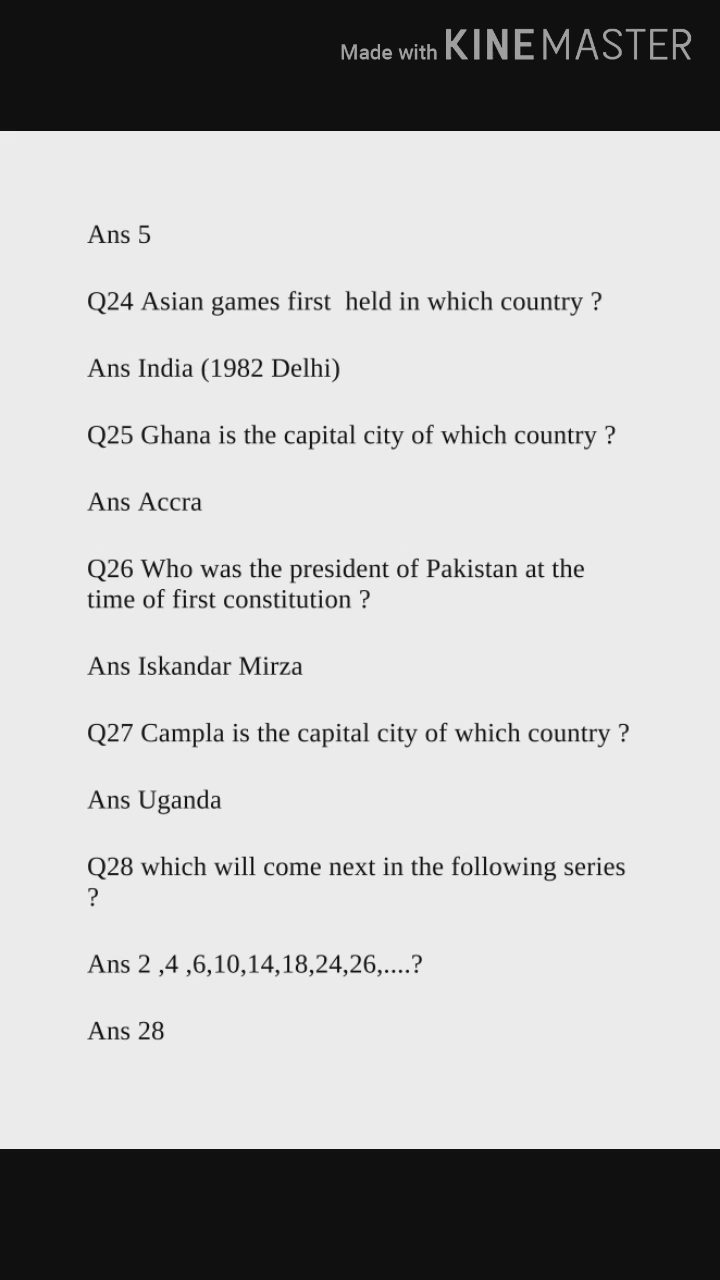 Made with KINEMASTER
Ans 5
Q24 Asian games first  held in which country ?
Ans India (1982 Delhi)
Q25 Ghana is the capital city of which country ?
Ans Accra
Q26 Who was the president of Pakistan at the
time of first constitution ?
Ans Iskandar Mirza
Q27 Campla is the capital city of which country ?
Ans Uganda
Q28 which will come next in the following series
?
Ans 2 ,4 ,6,10,14,18,24,26,....?
Ans 28